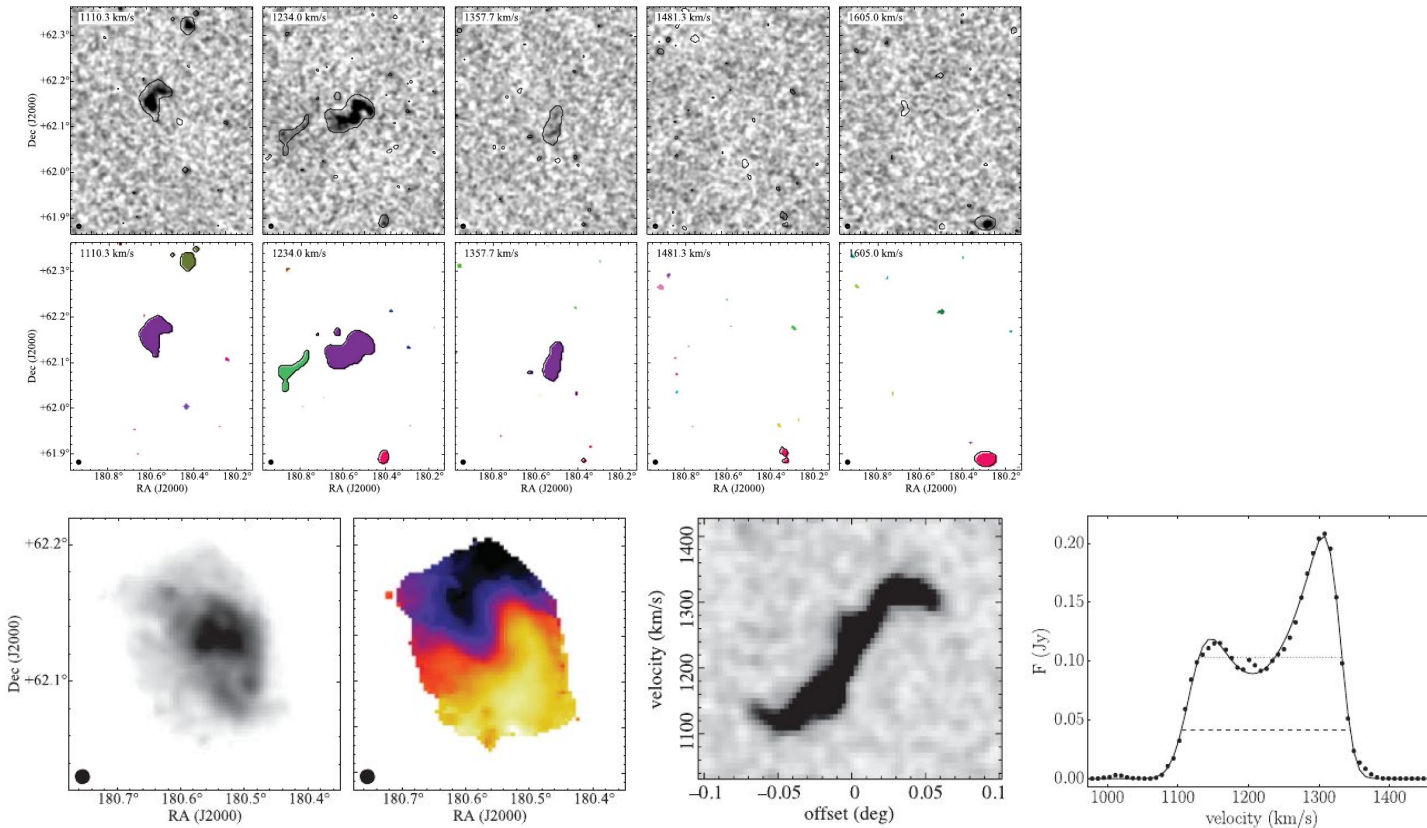 1110.3 km/s 1234.0 km/s 1357.7 km/s 1481.3 km/s 1605.0 km/s
+62.3°
+62.2°
+62.1°
+62.0°
+61.9°
Dec (J2000)
1110.3 km/s 1234.0 km/s 1357.7 km/s 1481.3 km/s 1605.0 km/s
+62.3°
+62.2°
+62.1°
+62.0°
+61.9°
Dec (J2000)
180.8° 180.6° 180.4° 180.2° 180.8° 180.6° 180.4° 180.2° 180.8° 180.6° 180.4° 180.2° 180.8° 180.6° 180.4° 180.2° 180.8° 180.6° 180.4° 180.2°
RA (J2000) RA (J2000) RA (J2000) RA (J2000) RA (J2000)
+62.2°
+62.1°
Dec (J2000)
180.7° 180.6° 180.5° 180.4° 180.7° 180.6° 180.5° 180.4°
RA (J2000) RA (J2000)
1400
1300
1200
1100
velocity (km/s)
−0.1 −0.05 0 0.05 0.1
offset (deg)
0.20
0.15
0.10
0.05
0.00
F (Jy)
1000 1100 1200 1300 1400
velocity (km/s)